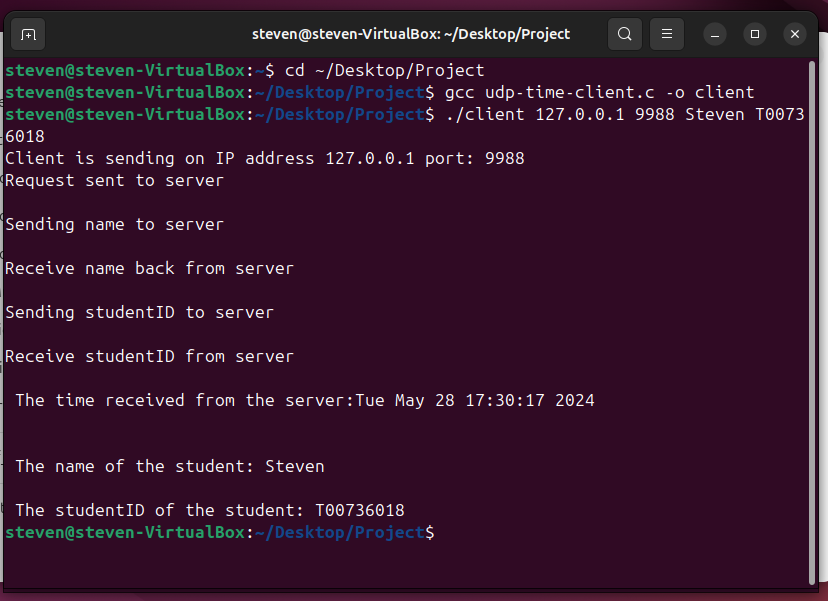 steven@steven-VirtualBox: ~/Desktop/Project
steven@steven-VirtualBox:~$ cd ~/Desktop/Project
steven@steven-VirtualBox:~/Desktop/Project$ gcc udp-time-client.c -o client
steven@steven-VirtualBox:~/Desktop/Project$ ./client 127.0.0.1 9988 Steven T0073
6018
Client is sending on IP address 127.0.0.1 port: 9988
Request sent to server
Sending name to server
Receive name back from server
Sending studentID to server
Receive studentID from server
The time received from the server:Tue May 28 17:30:17 2024
The name of the student: Steven
The studentID of the student: T00736018
steven@steven-VirtualBox:~/Desktop/Project$